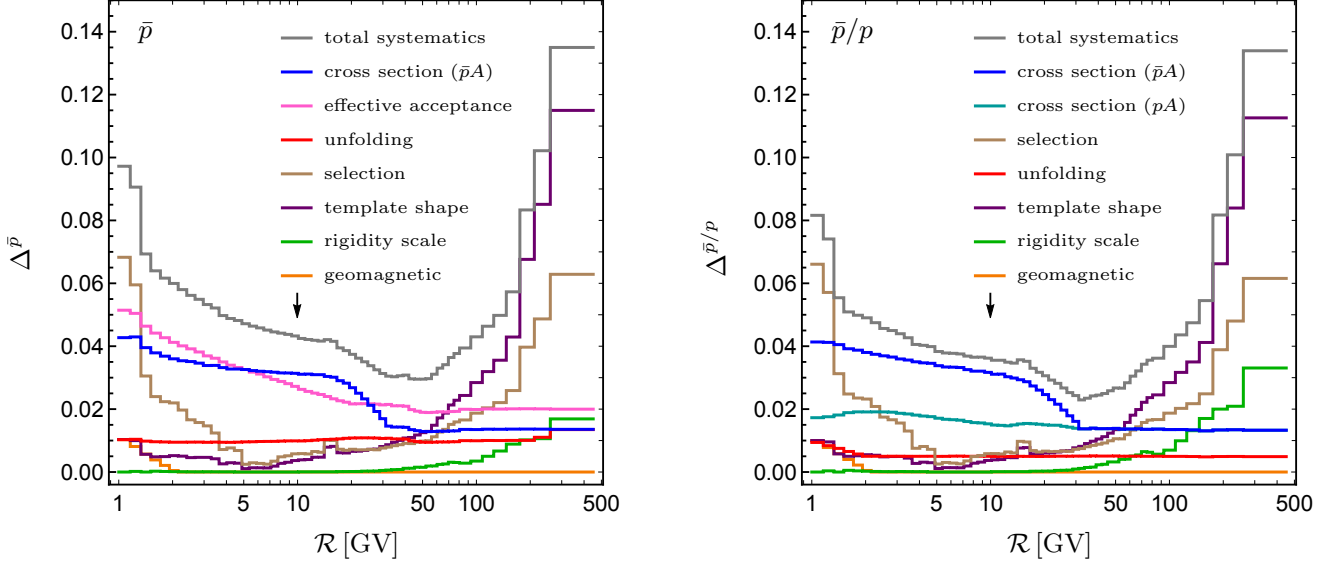 p̄
total systematics
cross section (p̄A)
effective acceptance
unfolding
selection
template shape
rigidity scale
geomagnetic
Δ^p̄
0.14
0.12
0.10
0.08
0.06
0.04
0.02
0.00
1 5 10 50 100 500
ℛ [GV]
p̄/p
total systematics
cross section (p̄A)
cross section (pA)
selection
unfolding
template shape
rigidity scale
geomagnetic
Δ^p̄/p
0.14
0.12
0.10
0.08
0.06
0.04
0.02
0.00
1 5 10 50 100 500
ℛ [GV]